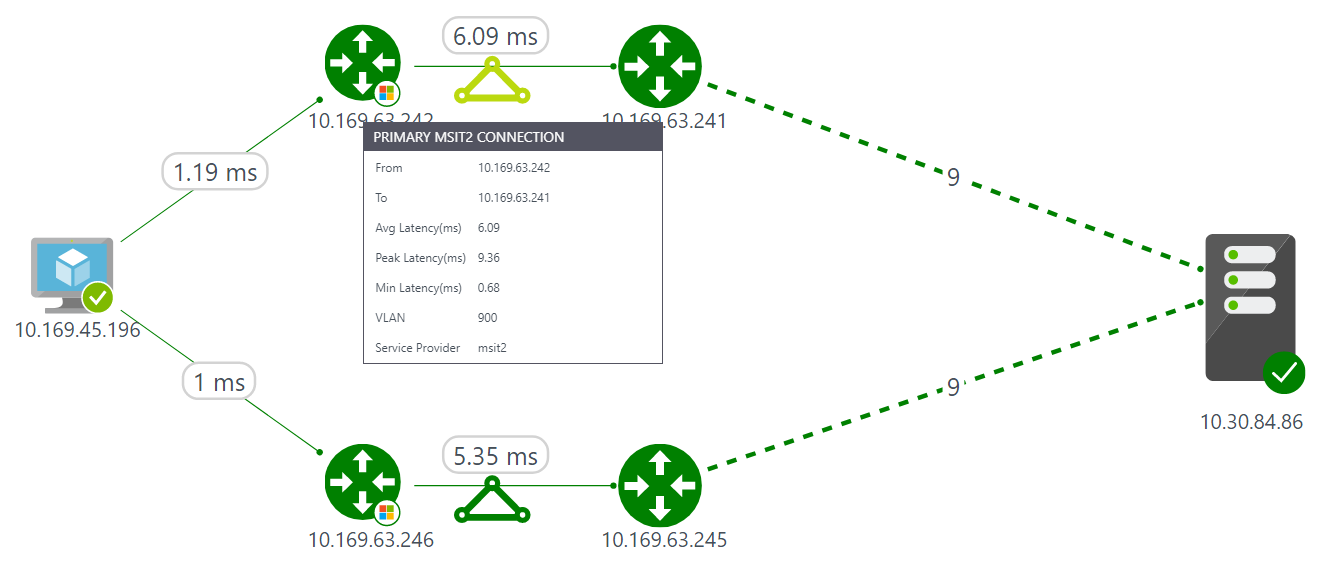 6.09 ms
10.169.63.242
10.169.63.241
PRIMARY MSIT2 CONNECTION
From 10.169.63.242
To 10.169.63.241
Avg Latency(ms) 6.09
Peak Latency(ms) 9.36
Min Latency(ms) 0.68
VLAN 900
Service Provider msit2
1.19 ms
9
10.169.45.196
1 ms
9
10.30.84.86
5.35 ms
10.169.63.246
10.169.63.245